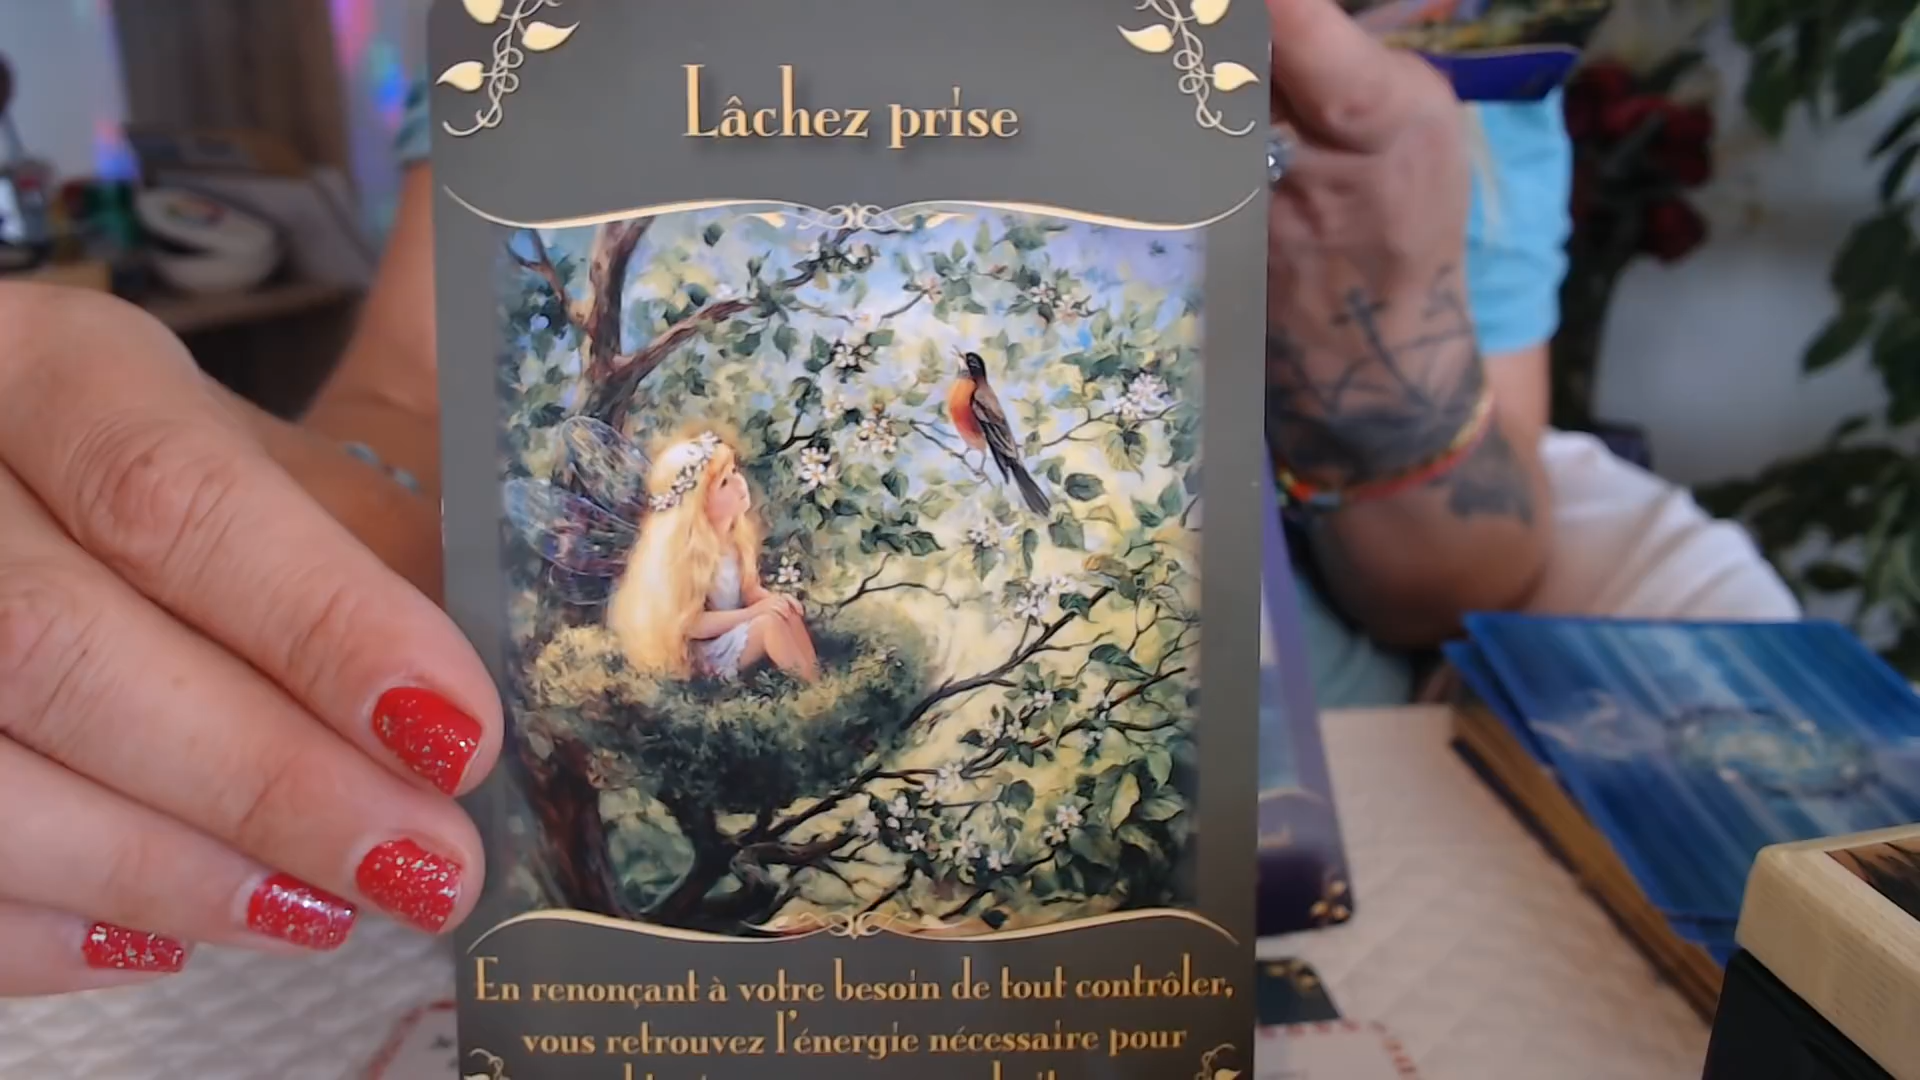 Lâchez prise
En renonçant à votre besoin de tout contrôler,
vous retrouvez l'énergie nécessaire pour